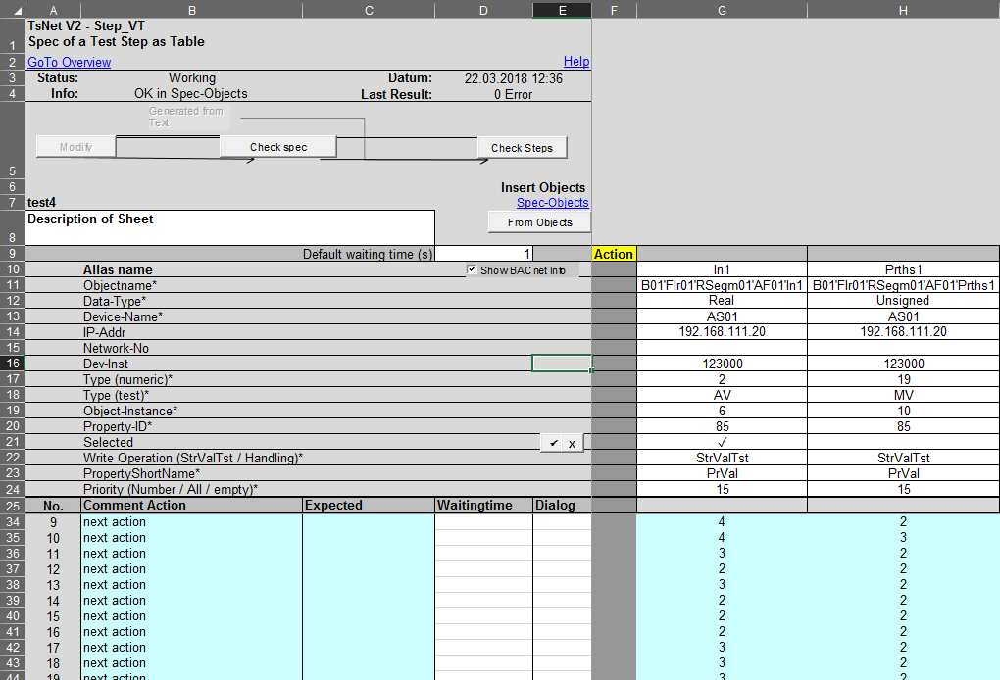 A B C D E F G H
1 TsNet V2 - Step_VT
Spec of a Test Step as Table
2 GoTo Overview Help
3 Status: Working Datum: 22.03.2018 12:36
4 Info: OK in Spec-Objects Last Result: 0 Error
Generated from
Text
Modify Check spec Check Steps
5
6 Insert Objects
7 test4 Spec-Objects
Description of Sheet From Objects
8
9 Default waiting time (s) 1 Action
10 Alias name ✔ Show BACnet Info In1 Prths1
11 Objectname* B01'Flr01'RSegm01'AF01'In1 B01'Flr01'RSegm01'AF01'Prths1
12 Data-Type* Real Unsigned
13 Device-Name* AS01 AS01
14 IP-Addr 192.168.111.20 192.168.111.20
15 Network-No
16 Dev-Inst 123000 123000
17 Type (numeric)* 2 19
18 Type (test)* AV MV
19 Object-Instance* 6 10
20 Property-ID* 85 85
21 Selected ✔ x √
22 Write Operation (StrValTst / Handling)* StrValTst StrValTst
23 PropertyShortName* PrVal PrVal
24 Priority (Number / All / empty)* 15 15
25 No. Comment Action Expected Waitingtime Dialog
34 9 next action 4 2
35 10 next action 4 3
36 11 next action 3 2
37 12 next action 2 2
38 13 next action 3 2
39 14 next action 2 2
40 15 next action 2 2
41 16 next action 2 2
42 17 next action 3 2
43 18 next action 3 2
44 19 next action 3 2